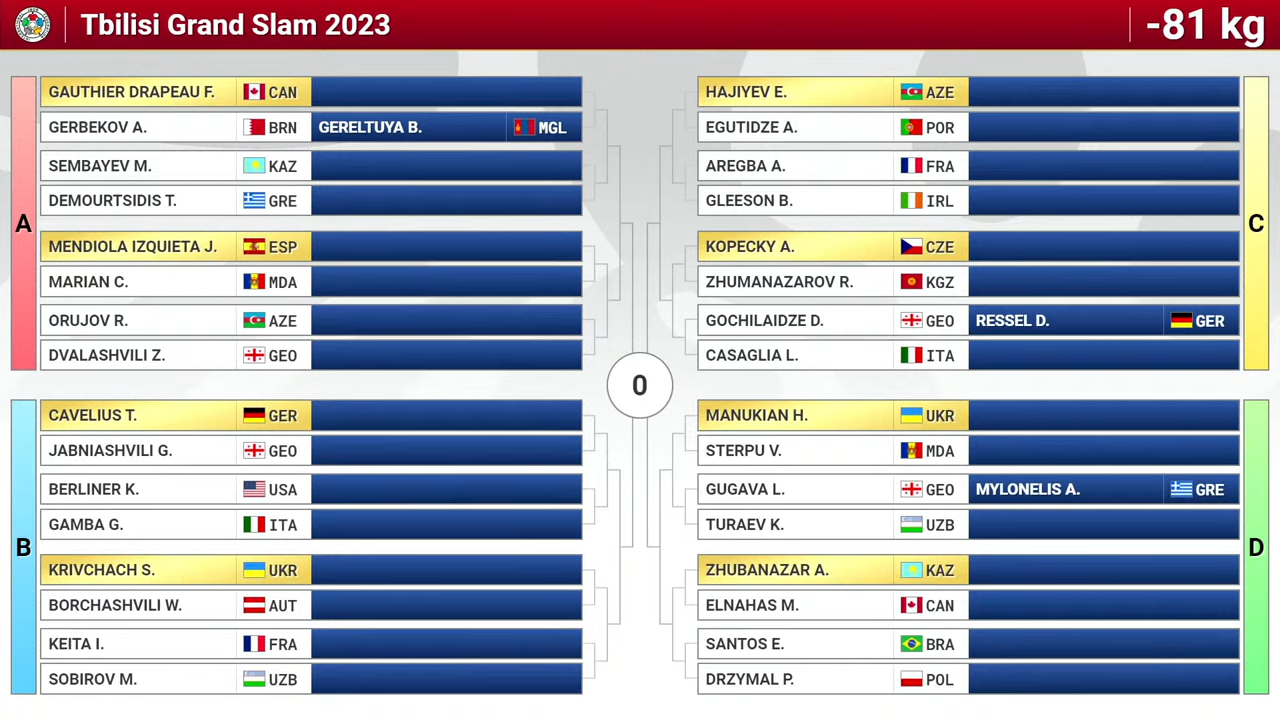 Tbilisi Grand Slam 2023
-81 kg
A
GAUTHIER DRAPEAU F. CAN
GERBEKOV A. BRN GERELTUYA B. MGL
SEMBAYEV M. KAZ
DEMOURTSIDIS T. GRE
MENDIOLA IZQUIETA J. ESP
MARIAN C. MDA
ORUJOV R. AZE
DVALASHVILI Z. GEO
B
CAVELIUS T. GER
JABNIASHVILI G. GEO
BERLINER K. USA
GAMBA G. ITA
KRIVCHACH S. UKR
BORCHASHVILI W. AUT
KEITA I. FRA
SOBIROV M. UZB
0
C
HAJIYEV E. AZE
EGUTIDZE A. POR
AREGBA A. FRA
GLEESON B. IRL
KOPECKY A. CZE
ZHUMANAZAROV R. KGZ
GOCHILAIDZE D. GEO RESSEL D. GER
CASAGLIA L. ITA
D
MANUKIAN H. UKR
STERPU V. MDA
GUGAVA L. GEO MYLONELIS A. GRE
TURAEV K. UZB
ZHUBANAZAR A. KAZ
ELNAHAS M. CAN
SANTOS E. BRA
DRZYMAL P. POL